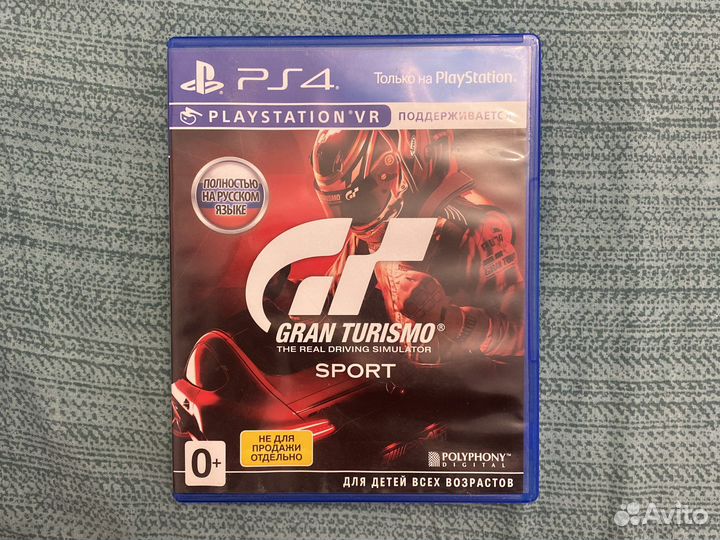 PS4
Только на PlayStation®
PLAYSTATION®VR
ПОДДЕРЖИВАЕТСЯ
ПОЛНОСТЬЮ
НА РУССКОМ
ЯЗЫКЕ
GT
GRAN TURISMO®
THE REAL DRIVING SIMULATOR
SPORT
НЕ ДЛЯ
ПРОДАЖИ
ОТДЕЛЬНО
0+
POLYPHONY™
DIGITAL
ДЛЯ ДЕТЕЙ ВСЕХ ВОЗРАСТОВ
Avito